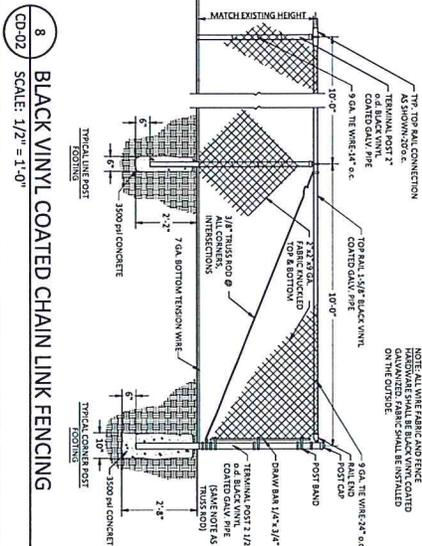 NOTE: ALL WIRE FABRIC AND FENCE
HARDWARE SHALL BE BLACK VINYL COATED
GALVANIZED. FABRIC SHALL BE INSTALLED
ON THE OUTSIDE.
TYP. TOP RAIL CONNECTION
AS SHOWN-20'o.c.
TERMINAL POST 2"
o.d. BLACK VINYL
COATED GALV. PIPE
9 GA. TIE WIRE-14" o.c.
TOP RAIL 1-5/8" BLACK VINYL
COATED GALV. PIPE
9 GA. TIE WIRE-24" o.c.
RAIL END
POST CAP
POST BAND
DRAW BAR 1/4"x 3/4"
TERMINAL POST 2 1/2"
o.d. BLACK VINYL
COATED GALV. PIPE
(SAME NOTE AS
TRUSS ROD)
10'-0"
10'-0"
MATCH EXISTING HEIGHT
2"x2"x9 GA.
FABRIC KNUCKLED
TOP & BOTTOM
3/8" TRUSS ROD @
ALL CORNERS,
INTERSECTIONS
7 GA. BOTTOM TENSION WIRE
6"
6"
2'-2"
3500 psi CONCRETE
TYPICAL LINE POST
FOOTING
6"
10"
2'-8"
3500 psi CONCRETE
TYPICAL CORNER POST
FOOTING
8
CD-02
BLACK VINYL COATED CHAIN LINK FENCING
SCALE: 1/2" = 1'-0"